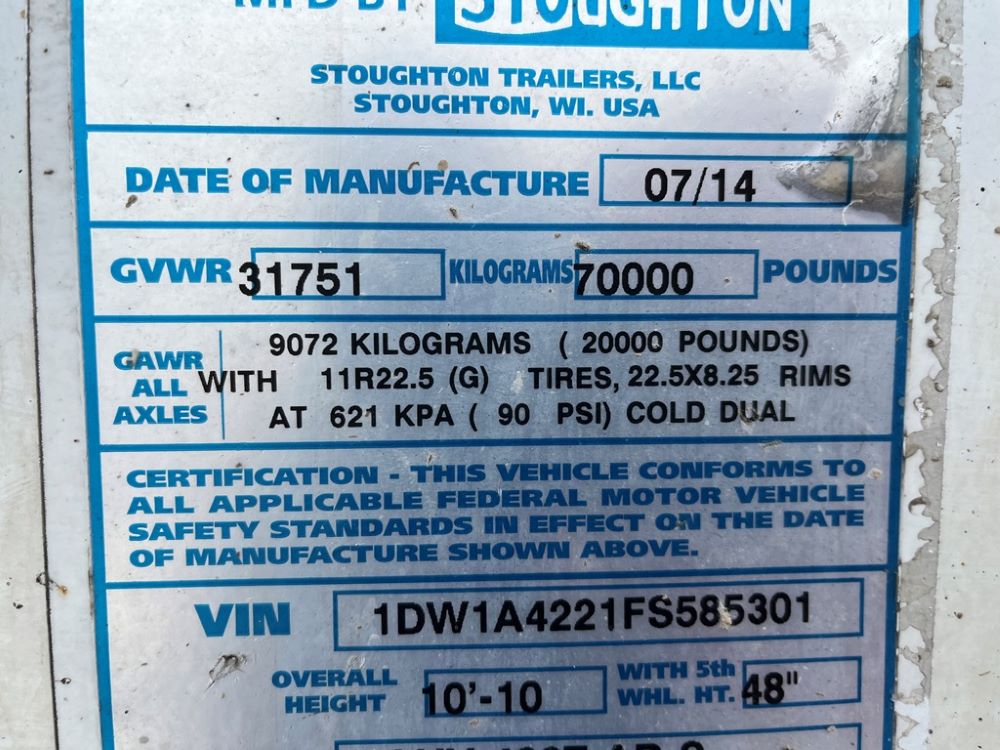 MFD BY STOUGHTON
STOUGHTON TRAILERS, LLC
STOUGHTON, WI. USA
DATE OF MANUFACTURE 07/14
GVWR 31751 KILOGRAMS 70000 POUNDS
GAWR ALL AXLES
9072 KILOGRAMS ( 20000 POUNDS)
WITH 11R22.5 (G) TIRES, 22.5X8.25 RIMS
AT 621 KPA ( 90 PSI) COLD DUAL
CERTIFICATION - THIS VEHICLE CONFORMS TO
ALL APPLICABLE FEDERAL MOTOR VEHICLE
SAFETY STANDARDS IN EFFECT ON THE DATE
OF MANUFACTURE SHOWN ABOVE.
VIN 1DW1A4221FS585301
OVERALL HEIGHT 10'-10 WITH 5th WHL. HT. 48"